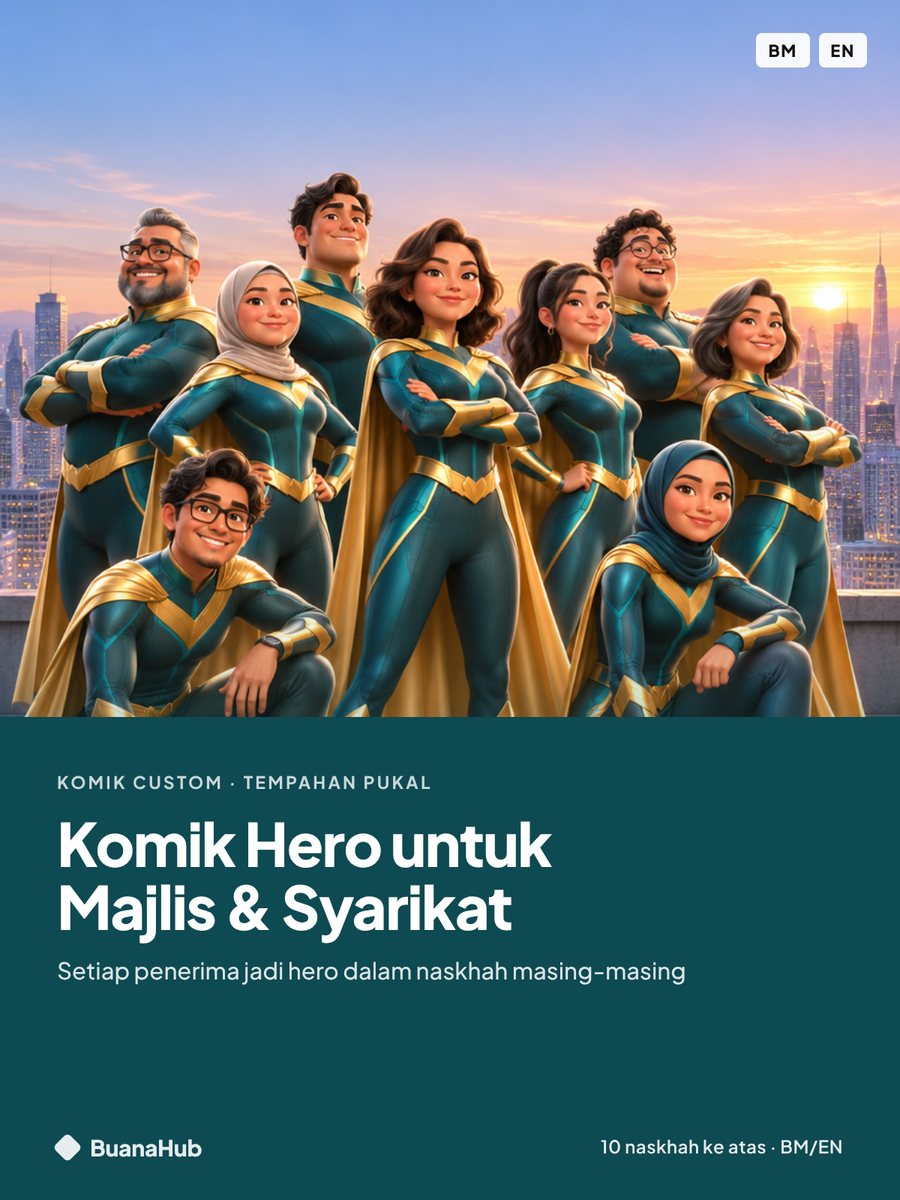 BM EN
KOMIK CUSTOM · TEMPAHAN PUKAL
Komik Hero untuk
Majlis & Syarikat
Setiap penerima jadi hero dalam naskhah masing-masing
BuanaHub
10 naskhah ke atas · BM/EN